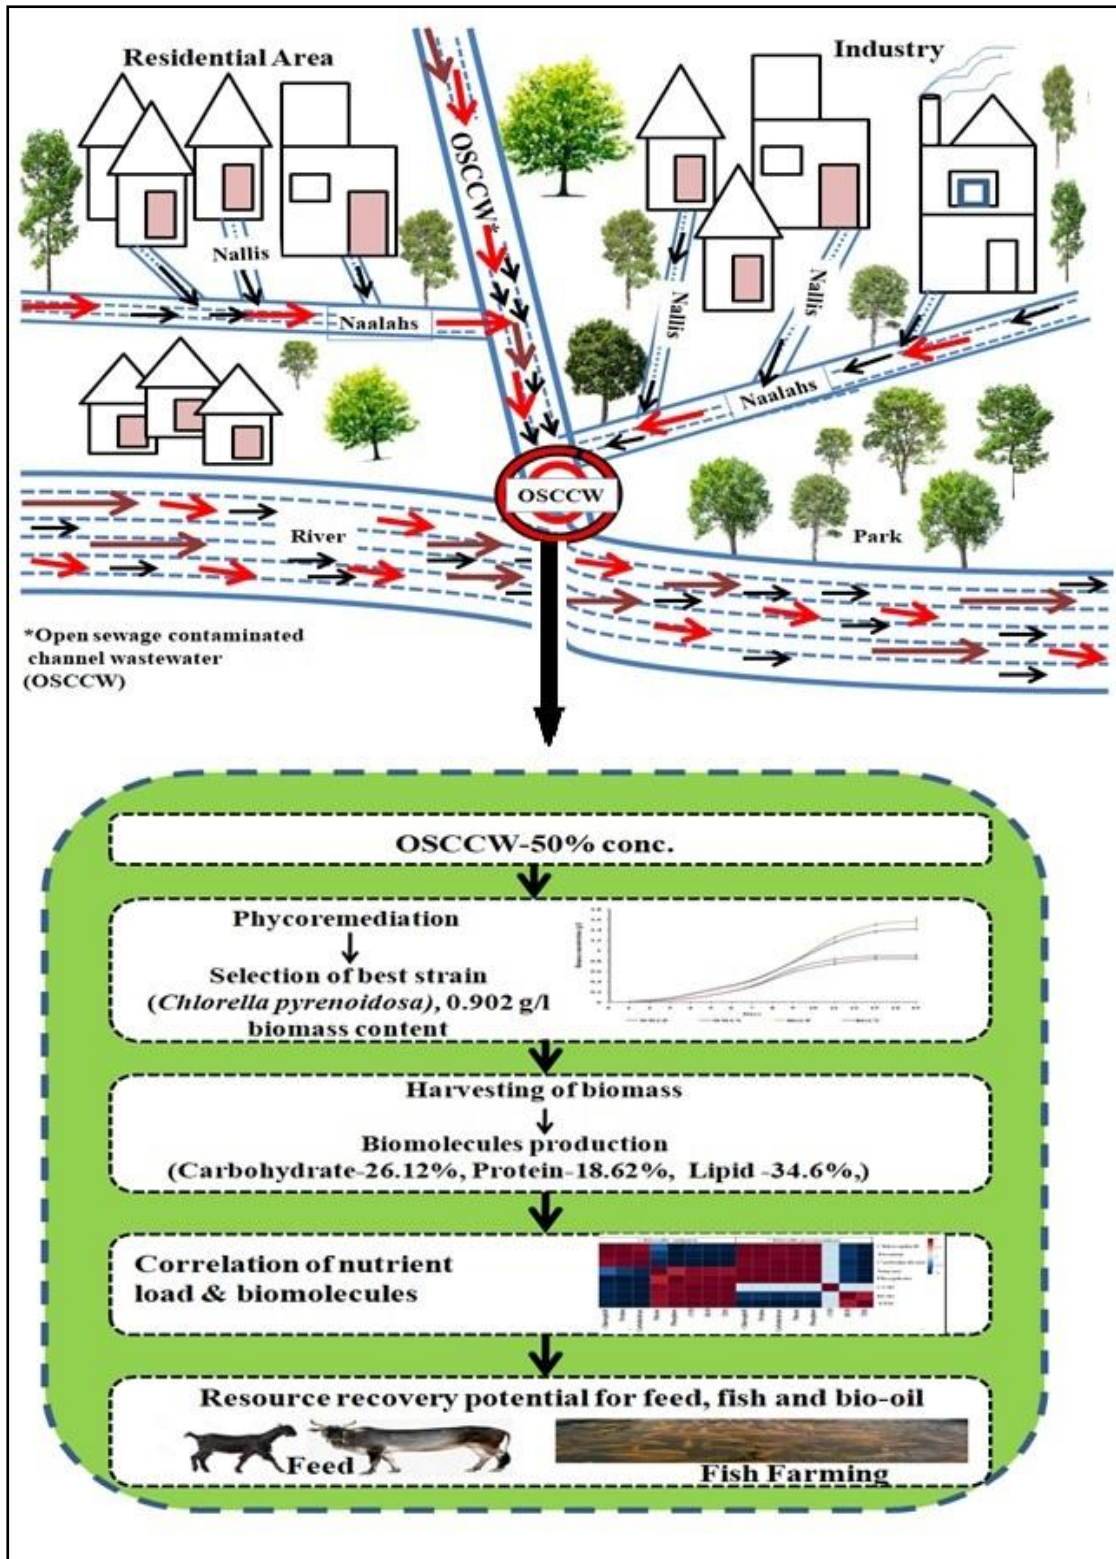 Residential Area
Industry
OSCCW*
Nallis
Naalahs
Nallis
Nallis
Naalahs
OSCCW
River
Park
*Open sewage contaminated
channel wastewater
(OSCCW)
OSCCW-50% conc.
Phycoremediation
Selection of best strain
(Chlorella pyrenoidosa), 0.902 g/l
biomass content
Harvesting of biomass
Biomolecules production
(Carbohydrate-26.12%, Protein-18.62%, Lipid -34.6%,)
Correlation of nutrient
load & biomolecules
Resource recovery potential for feed, fish and bio-oil
Feed
Fish Farming